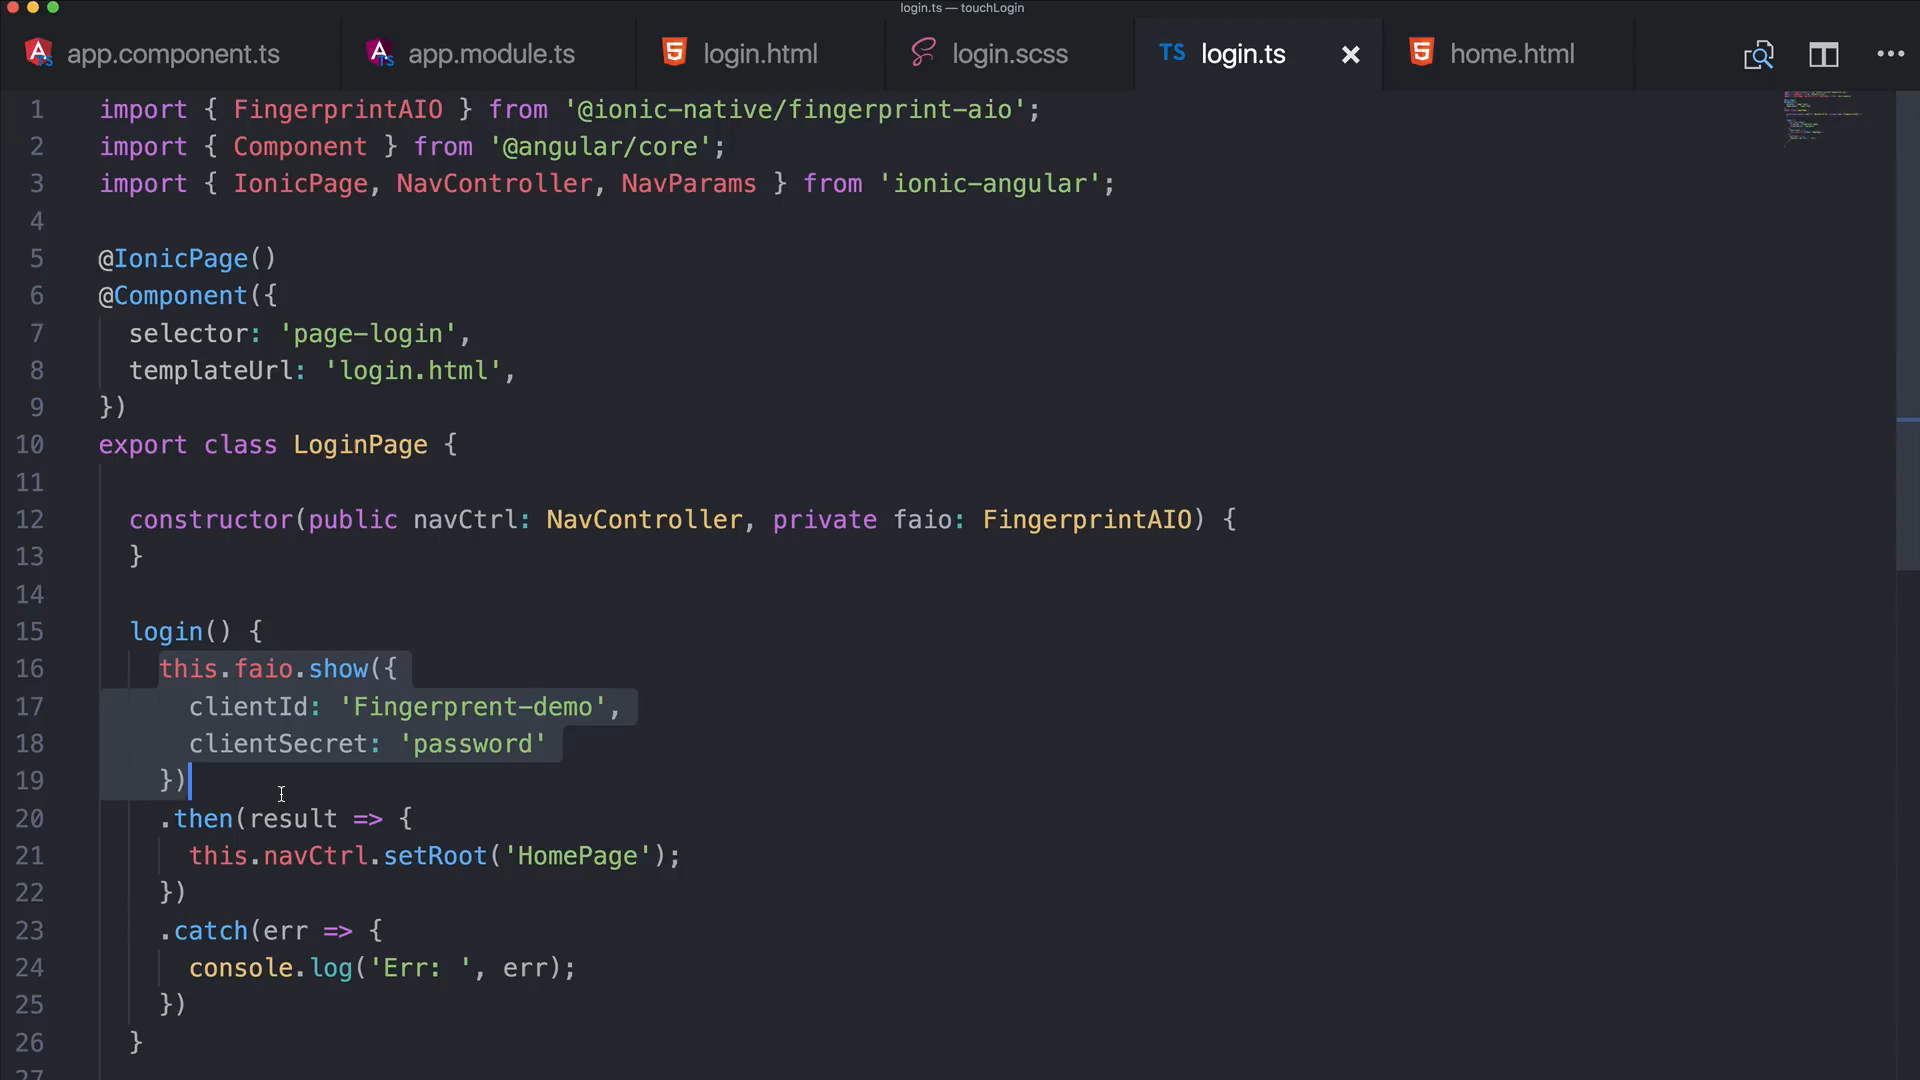 login.ts — touchLogin
app.component.ts app.module.ts login.html login.scss TS login.ts home.html
1 import { FingerprintAIO } from '@ionic-native/fingerprint-aio';
2 import { Component } from '@angular/core';
3 import { IonicPage, NavController, NavParams } from 'ionic-angular';
4
5 @IonicPage()
6 @Component({
7 selector: 'page-login',
8 templateUrl: 'login.html',
9 })
10 export class LoginPage {
11
12 constructor(public navCtrl: NavController, private faio: FingerprintAIO) {
13 }
14
15 login() {
16 this.faio.show({
17 clientId: 'Fingerprent-demo',
18 clientSecret: 'password'
19 })
20 .then(result => {
21 this.navCtrl.setRoot('HomePage');
22 })
23 .catch(err => {
24 console.log('Err: ', err);
25 })
26 }
27